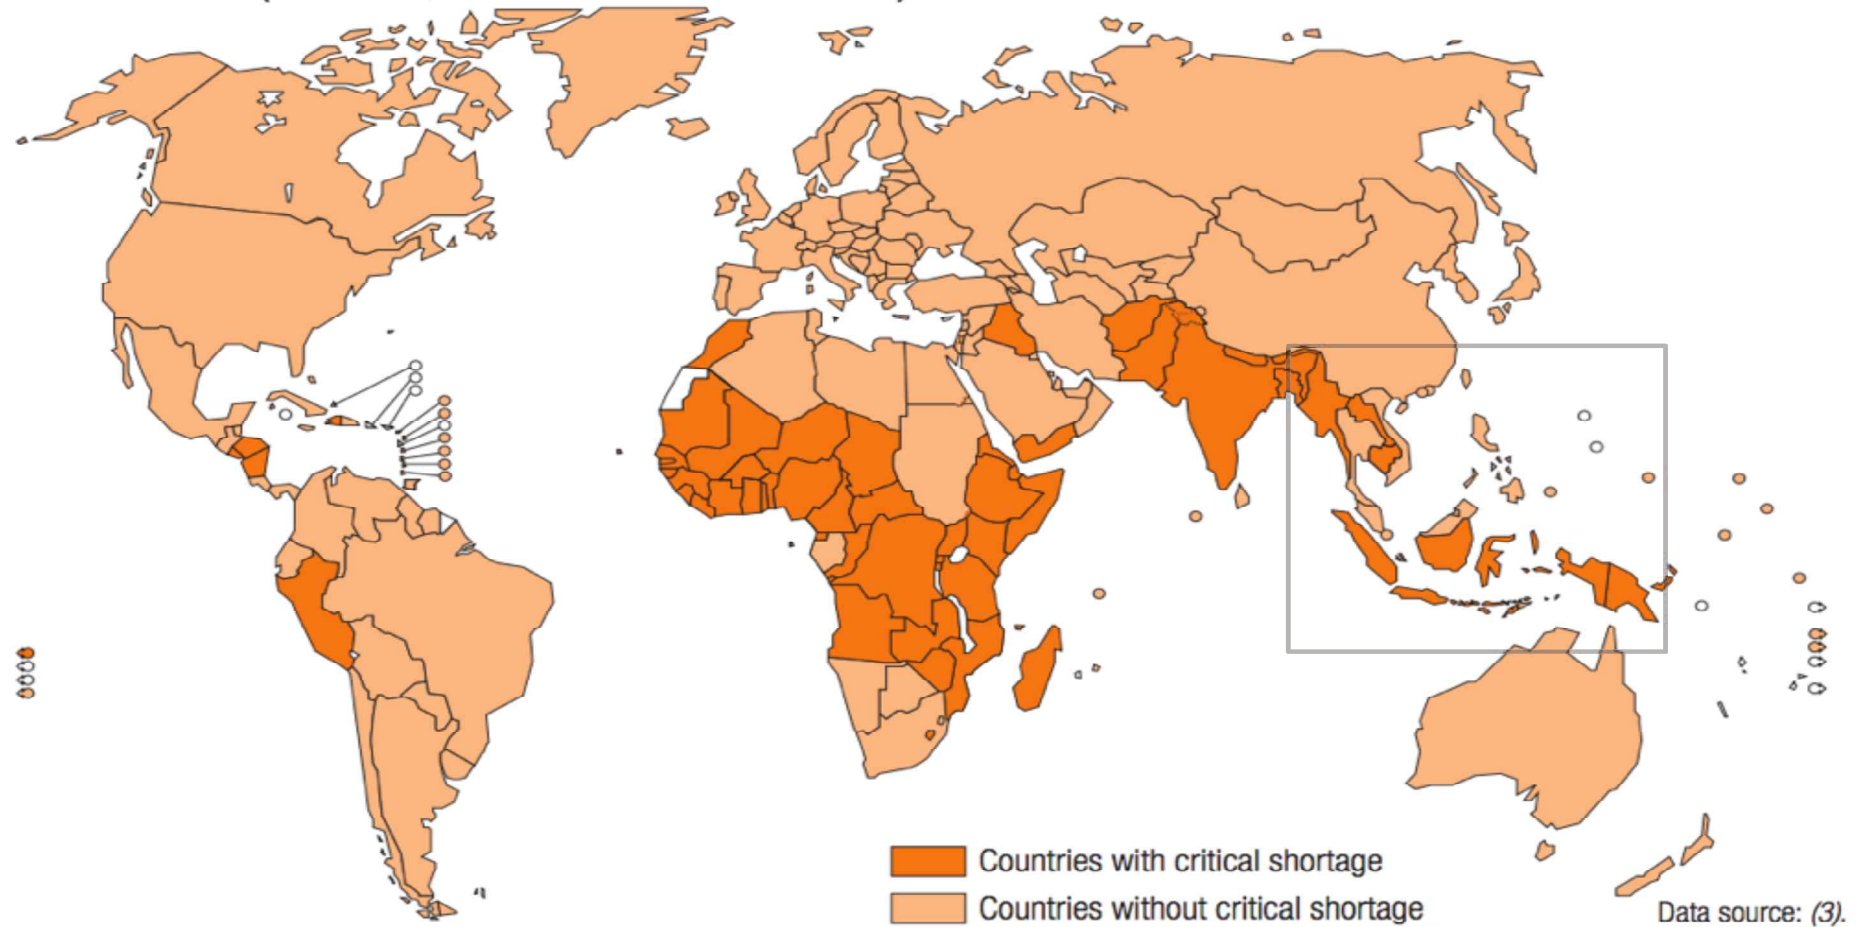 Countries with critical shortage
Countries without critical shortage
Data source: (3).